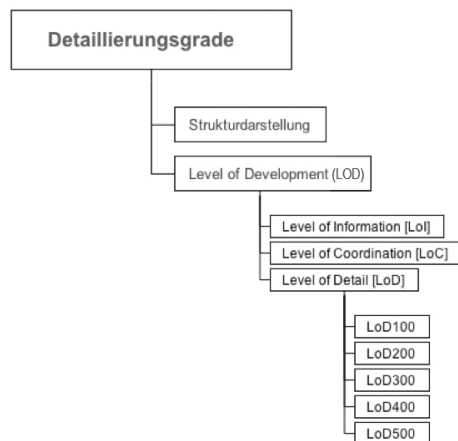 Detaillierungsgrade
Strukturdarstellung
Level of Development (LOD)
Level of Information [LoI]
Level of Coordination [LoC]
Level of Detail [LoD]
LoD100
LoD200
LoD300
LoD400
LoD500